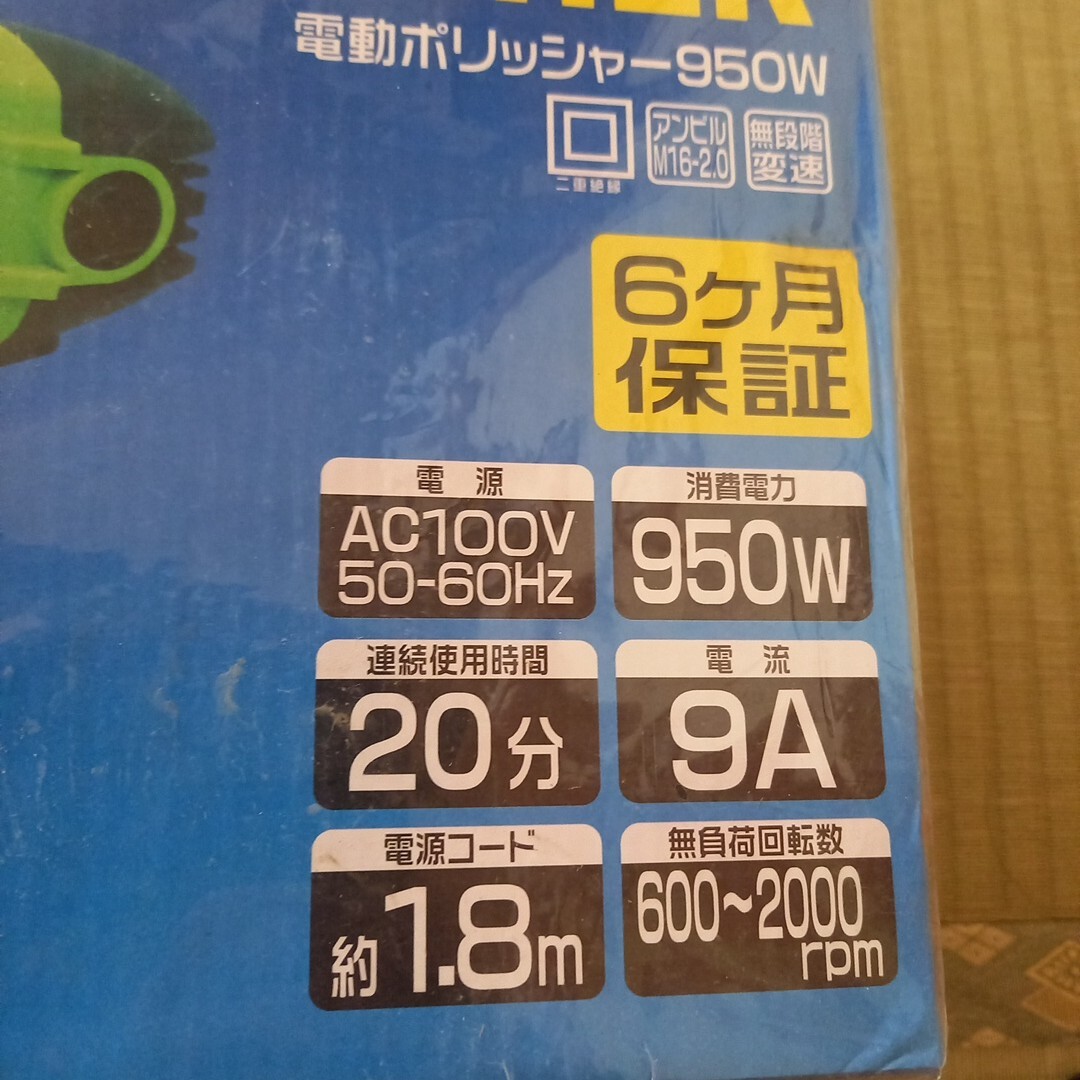 電動ポリッシャー950W
二重絶縁
アンビル
M16-2.0
無段階
変速
6ヶ月
保証
電源
AC100V
50-60Hz
消費電力
950W
連続使用時間
20分
電流
9A
電源コード
約1.8m
無負荷回転数
600~2000
rpm